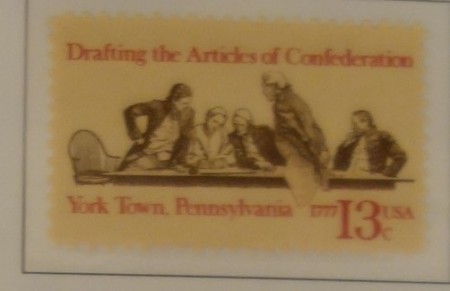 Drafting the Articles of Confederation
York Town, Pennsylvania 1777 13c USA